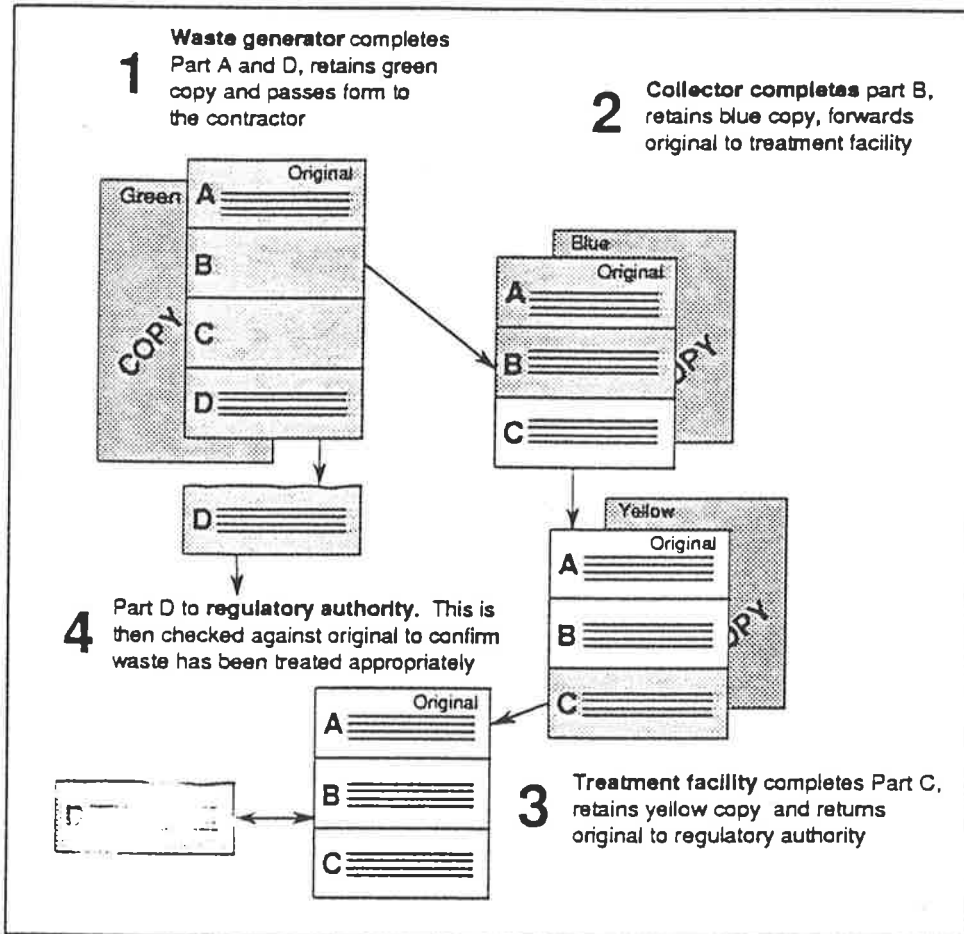 1
Waste generator completes
Part A and D, retains green
copy and passes form to
the contractor
2
Collector completes part B,
retains blue copy, forwards
original to treatment facility
Green
COPY
Original
A
B
C
D
Blue
OPY
Original
A
B
C
D
Yellow
OPY
Original
A
B
C
4
Part D to regulatory authority. This is
then checked against original to confirm
waste has been treated appropriately
Original
A
B
C
3
Treatment facility completes Part C,
retains yellow copy and returns
original to regulatory authority